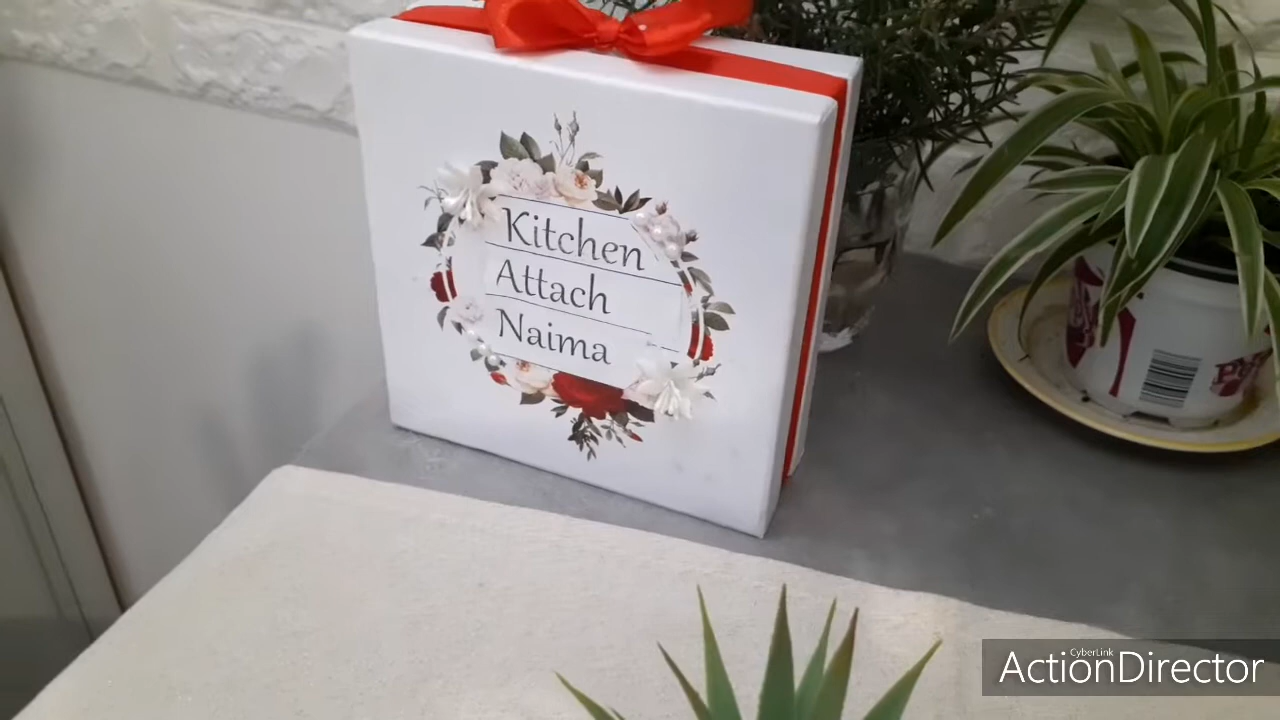 Kitchen
Attach
Naima
CyberLink
ActionDirector